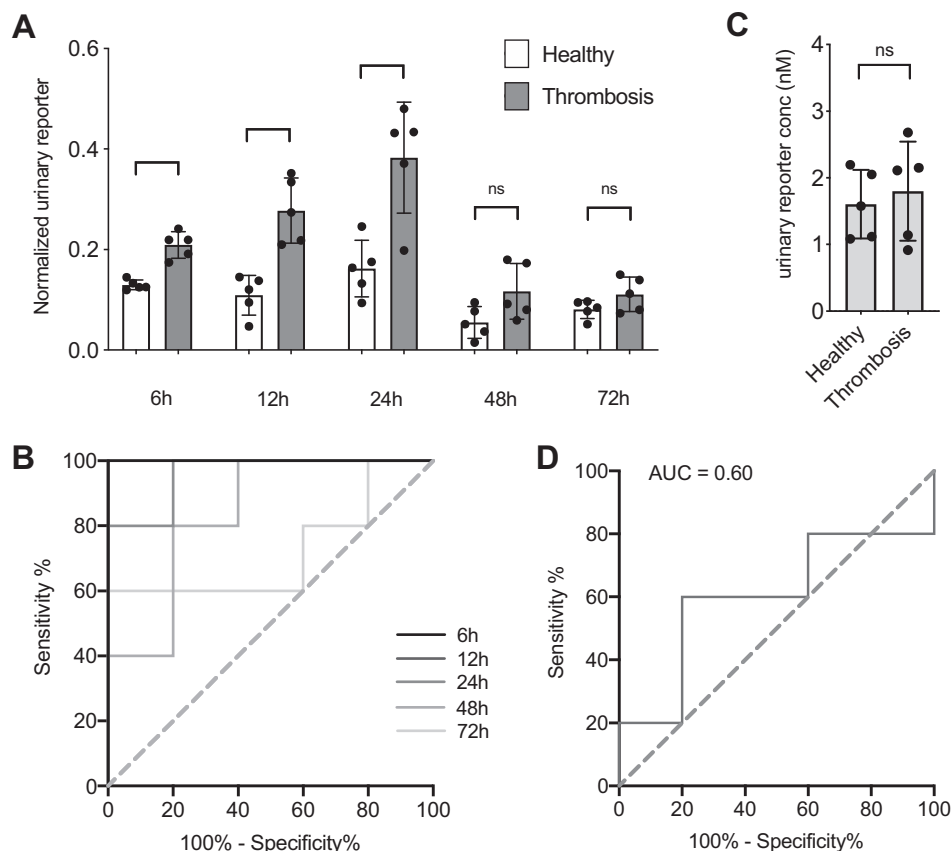 A
Normalized urinary reporter
0.6
0.4
0.2
0.0
Healthy
Thrombosis
ns
ns
6h
12h
24h
48h
72h
C
urinary reporter conc (nM)
4
3
2
1
0
ns
Healthy
Thrombosis
B
Sensitivity %
100
80
60
40
20
0
6h
12h
24h
48h
72h
0 20 40 60 80 100
100% - Specificity%
D
AUC = 0.60
Sensitivity %
100
80
60
40
20
0
0 20 40 60 80 100
100% - Specificity%